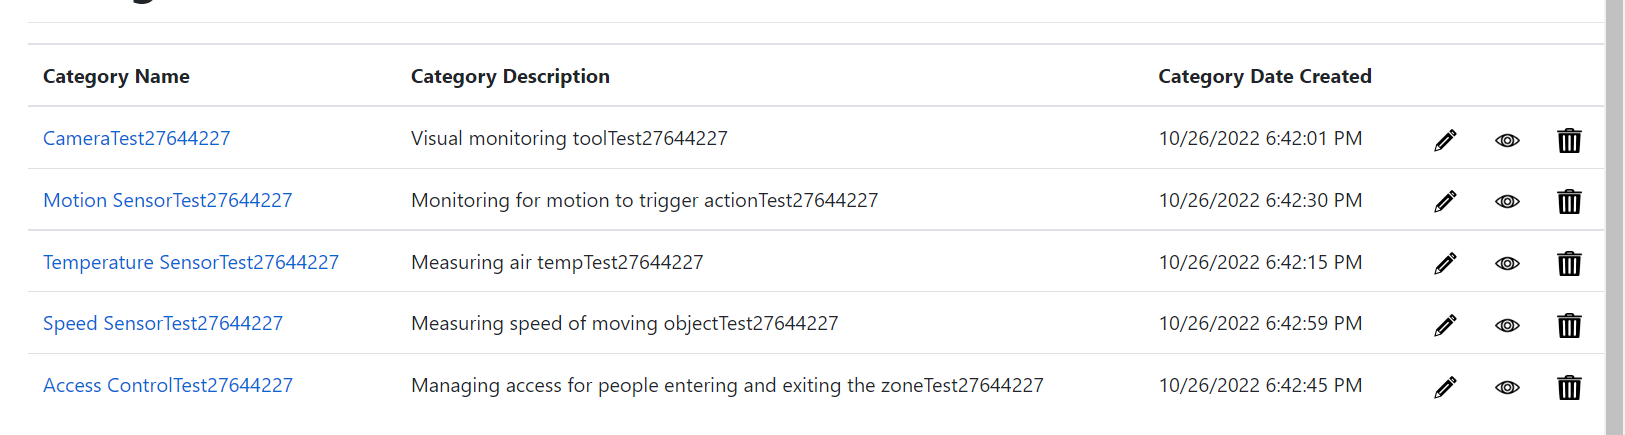 Category Name Category Description Category Date Created
CameraTest27644227 Visual monitoring toolTest27644227 10/26/2022 6:42:01 PM
Motion SensorTest27644227 Monitoring for motion to trigger actionTest27644227 10/26/2022 6:42:30 PM
Temperature SensorTest27644227 Measuring air tempTest27644227 10/26/2022 6:42:15 PM
Speed SensorTest27644227 Measuring speed of moving objectTest27644227 10/26/2022 6:42:59 PM
Access ControlTest27644227 Managing access for people entering and exiting the zoneTest27644227 10/26/2022 6:42:45 PM